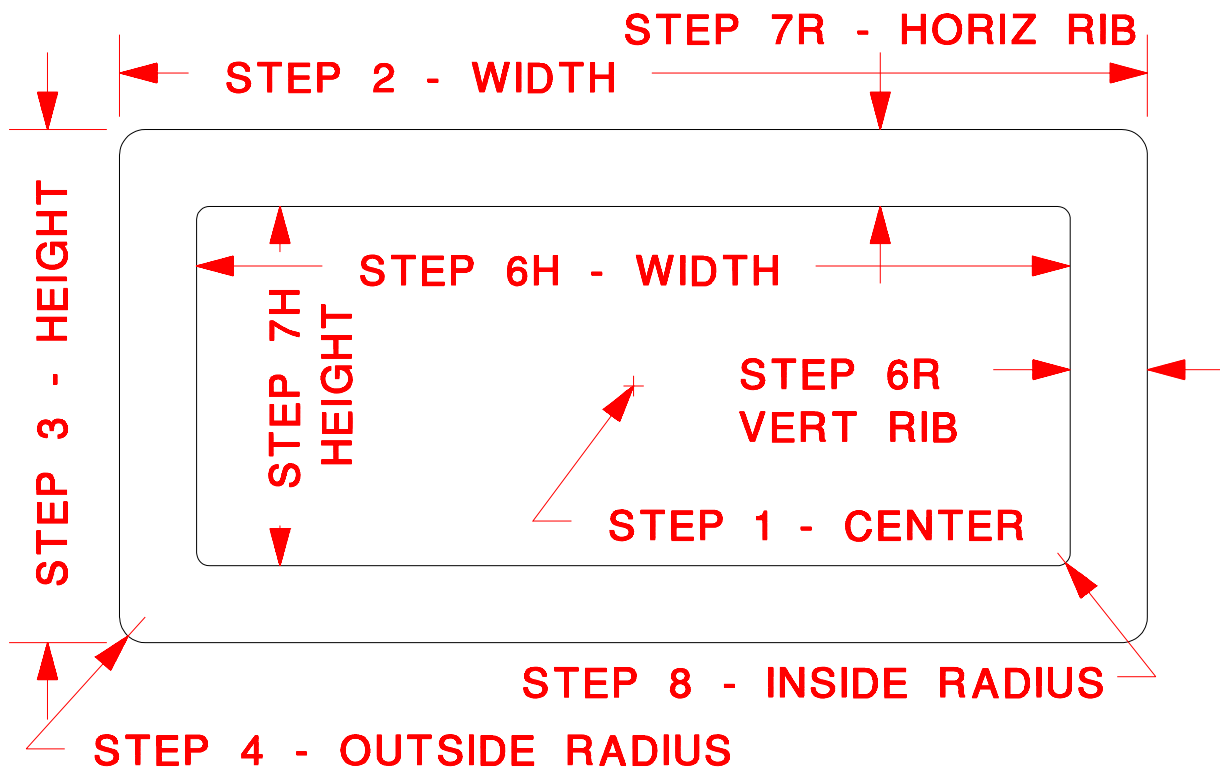 STEP 7R - HORIZ RIB
STEP 2 - WIDTH
STEP 3 - HEIGHT
STEP 6H - WIDTH
STEP 7H
HEIGHT
STEP 6R
VERT RIB
STEP 1 - CENTER
STEP 8 - INSIDE RADIUS
STEP 4 - OUTSIDE RADIUS